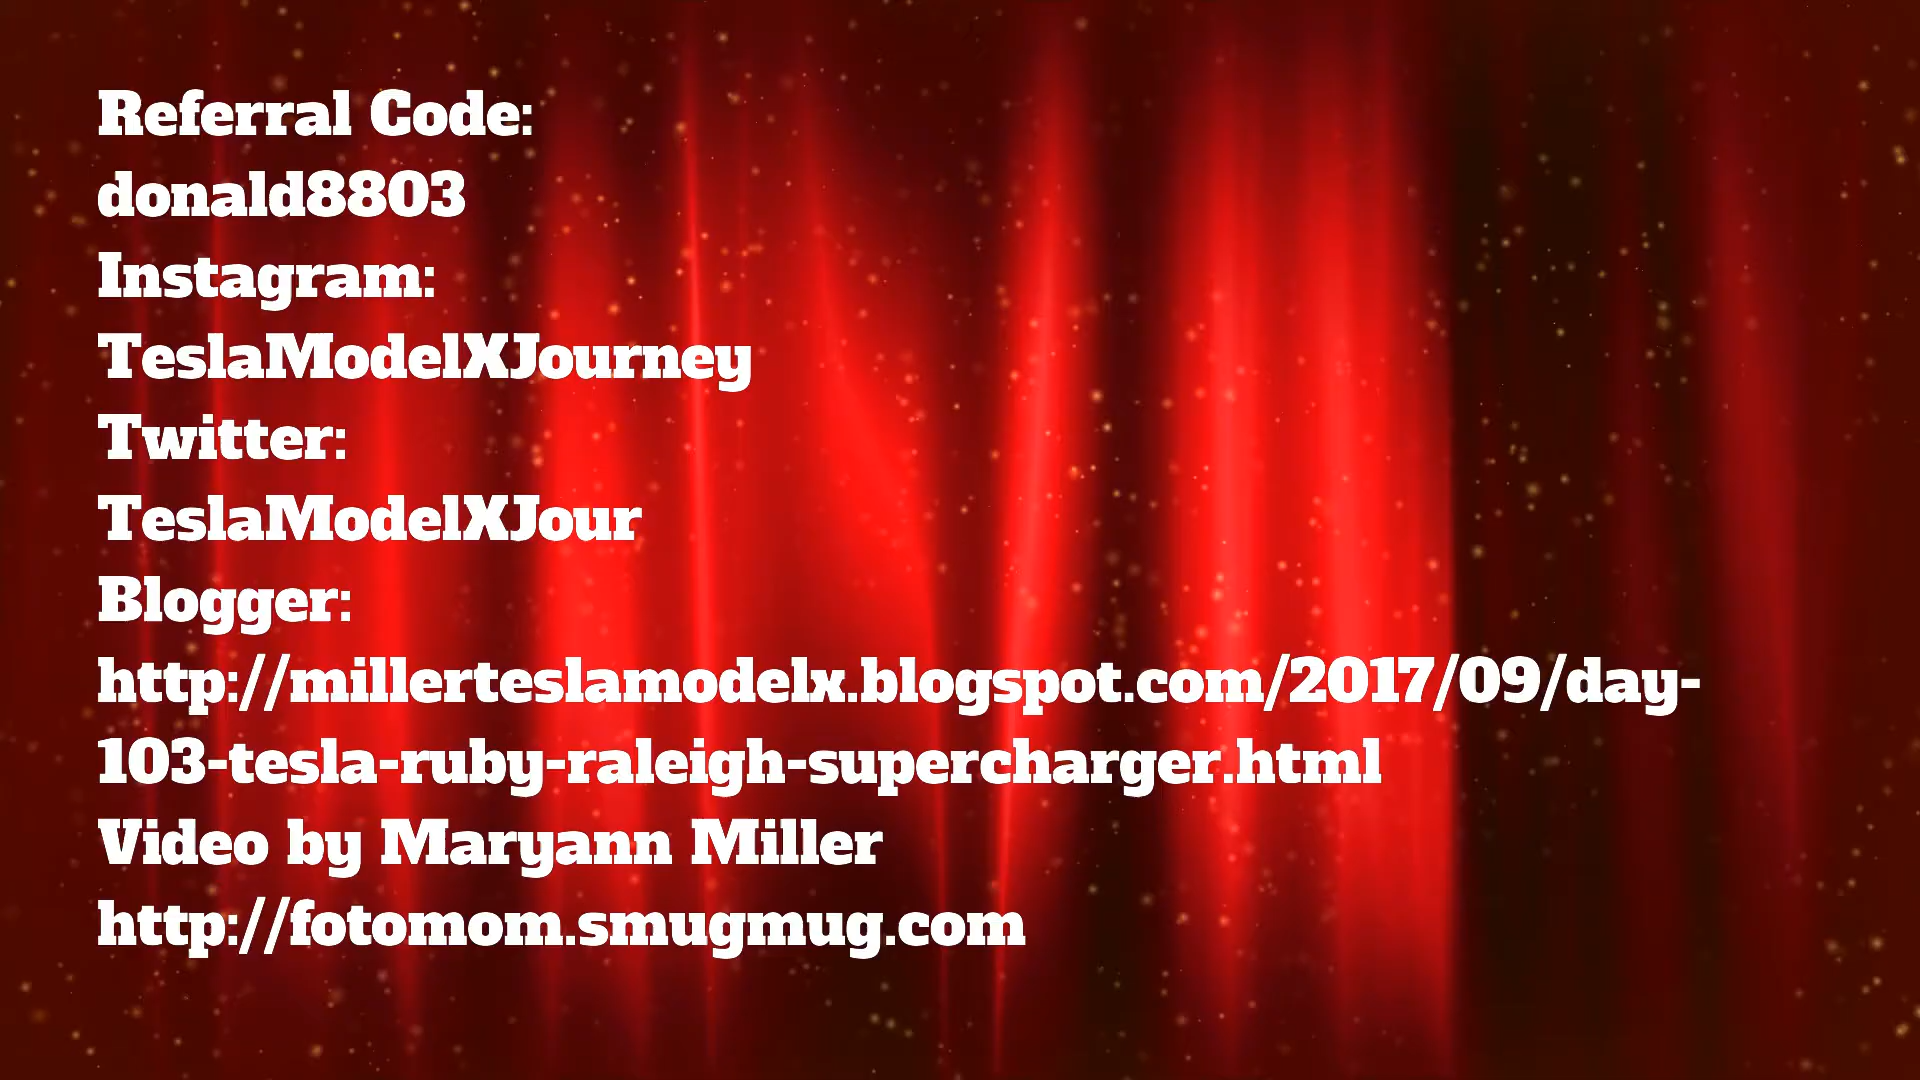 Referral Code:
donald8803
Instagram:
TeslaModelXJourney
Twitter:
TeslaModelXJour
Blogger:
http://millerteslamodelx.blogspot.com/2017/09/day-
103-tesla-ruby-raleigh-supercharger.html
Video by Maryann Miller
http://fotomom.smugmug.com